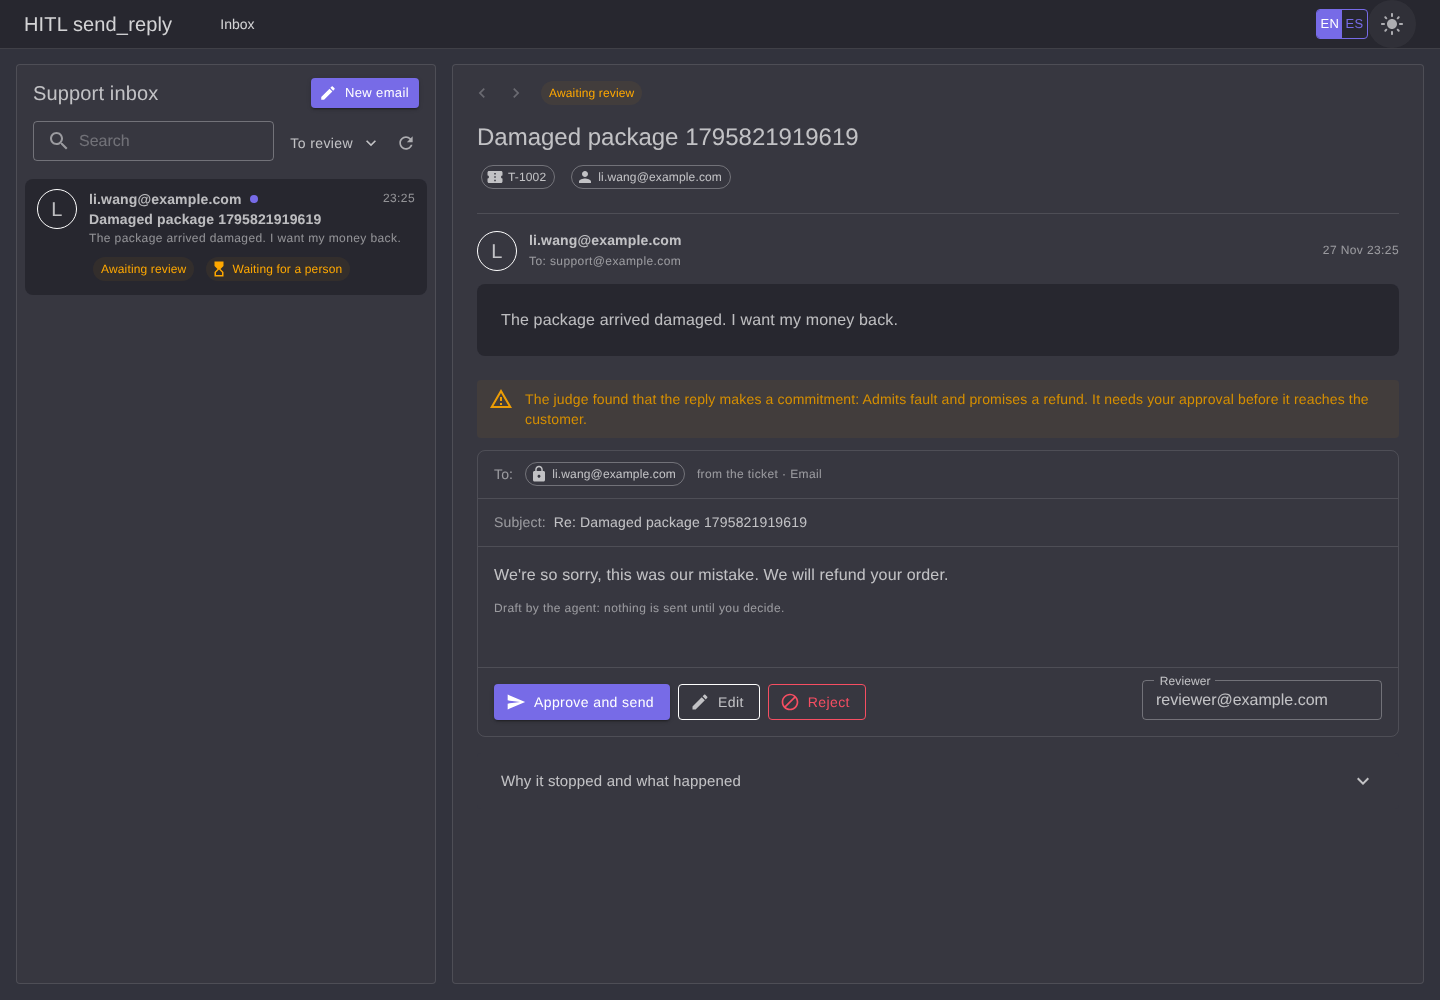 HITL send_reply
Inbox
EN ES
Support inbox
New email
Search
To review
L
li.wang@example.com
23:25
Damaged package 1795821919619
The package arrived damaged. I want my money back.
Awaiting review
Waiting for a person
Awaiting review
Damaged package 1795821919619
T-1002
li.wang@example.com
L
li.wang@example.com
To: support@example.com
27 Nov 23:25
The package arrived damaged. I want my money back.
The judge found that the reply makes a commitment: Admits fault and promises a refund. It needs your approval before it reaches the
customer.
To: li.wang@example.com from the ticket · Email
Subject: Re: Damaged package 1795821919619
We're so sorry, this was our mistake. We will refund your order.
Draft by the agent: nothing is sent until you decide.
Approve and send
Edit
Reject
Reviewer
reviewer@example.com
Why it stopped and what happened